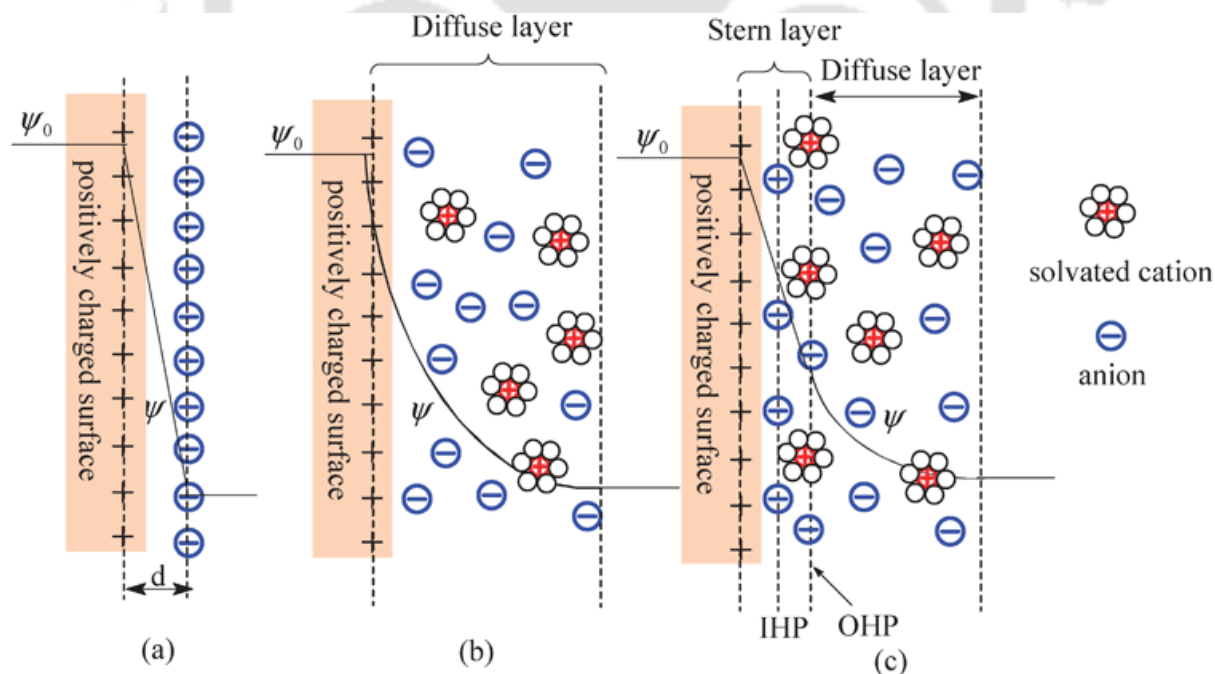 Diffuse layer
Stern layer
Diffuse layer
ψ₀
ψ₀
ψ₀
positively charged surface
positively charged surface
positively charged surface
ψ
ψ
ψ
solvated cation
anion
d
IHP
OHP
(a)
(b)
(c)